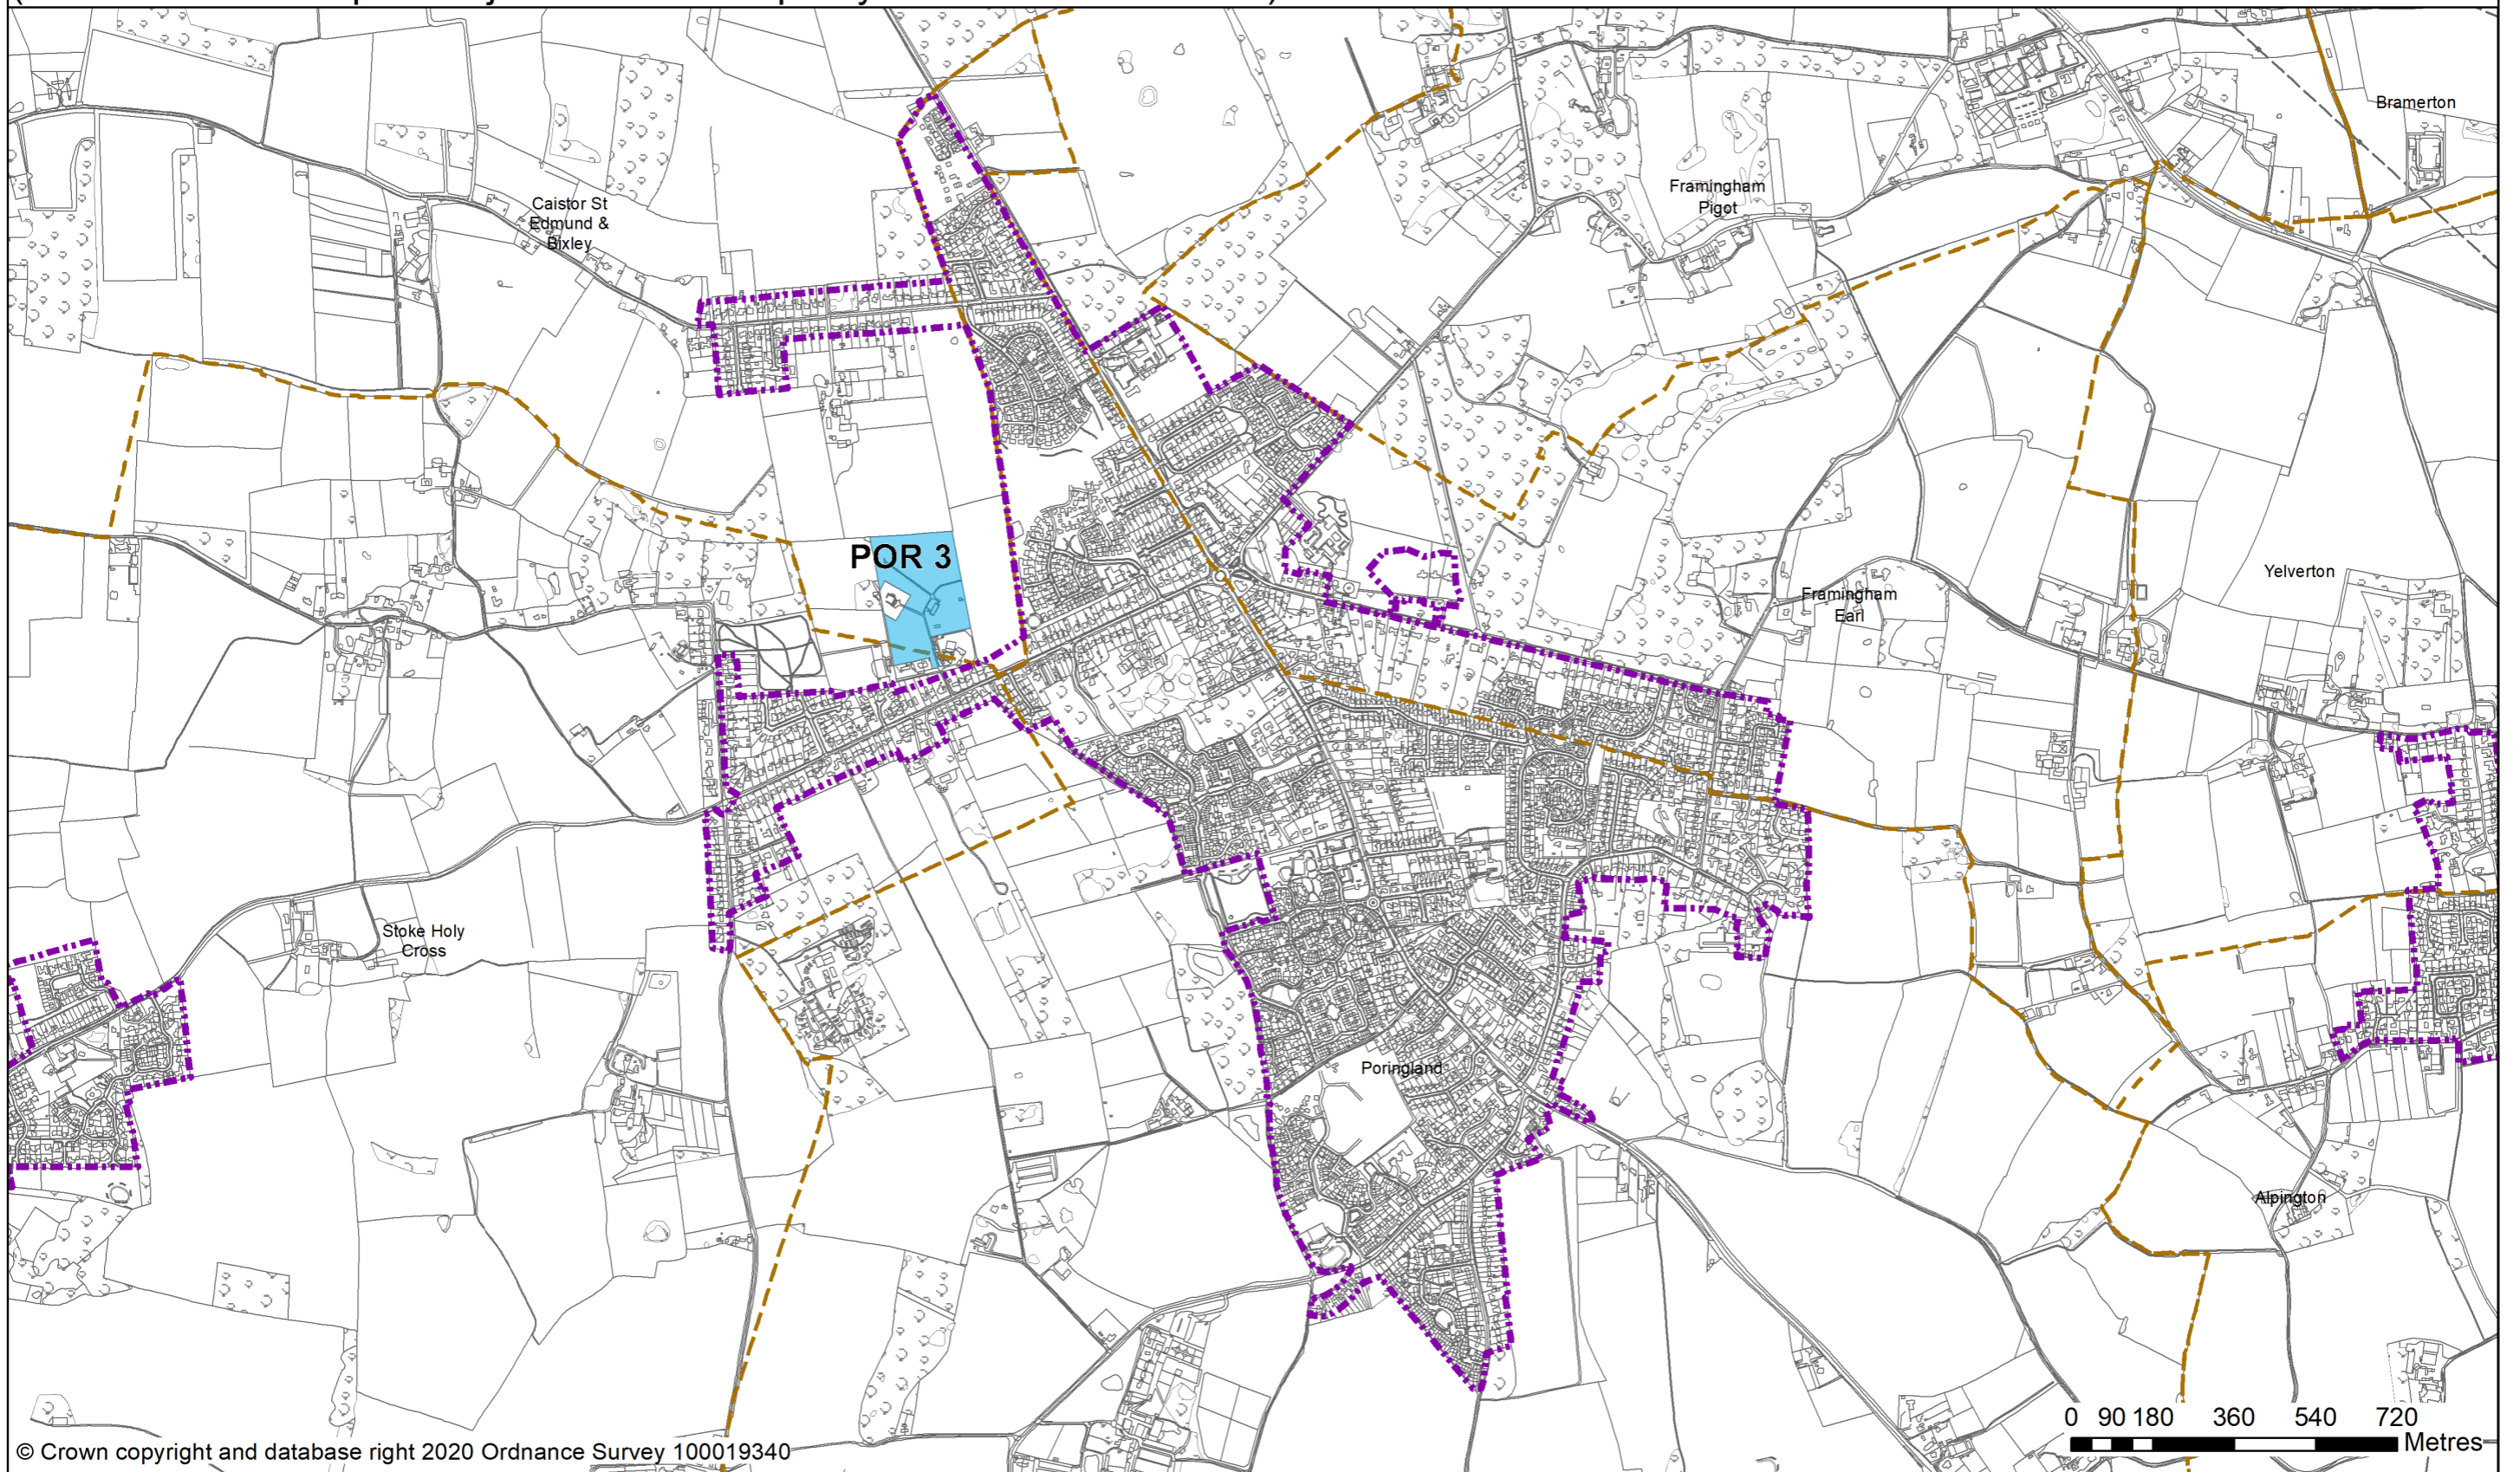 Bramerton
Framingham
Pigot
Caistor St
Edmund &
Bixley
POR 3
Yelverton
Framingham
Earl
Stoke Holy
Cross
Poringland
Alpington
0 90 180 360 540 720
Metres
© Crown copyright and database right 2020 Ordnance Survey 100019340